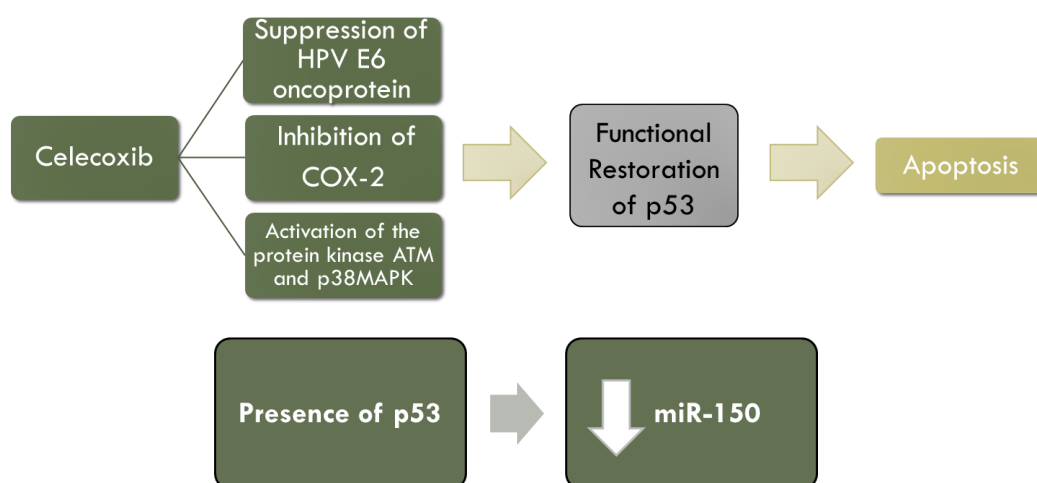 Suppression of
HPV E6
oncoprotein
Celecoxib
Inhibition of
COX-2
Activation of the
protein kinase ATM
and p38MAPK
Functional
Restoration
of p53
Apoptosis
Presence of p53
miR-150